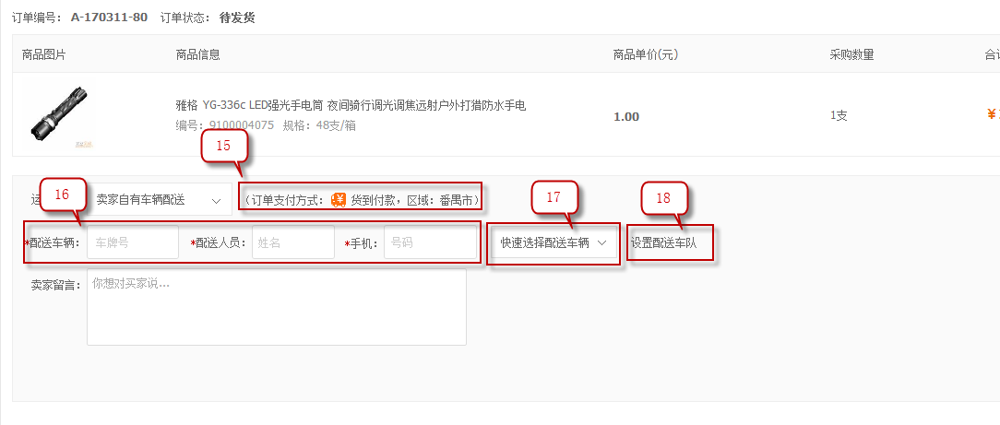 订单编号： A-170311-80 订单状态： 待发货
商品图片 商品信息 商品单价(元) 采购数量
雅格 YG-336c LED强光手电筒 夜间骑行调光调焦远射户外打猎防水手电
编号：9100004075 规格：48支/箱
1.00 1支 ￥
15
16 17 18
卖家自有车辆配送 （订单支付方式： 货到付款，区域：番禺市）
*配送车辆： 车牌号 *配送人员： 姓名 *手机： 号码 快速选择配送车辆 设置配送车队
卖家留言： 你想对买家说...